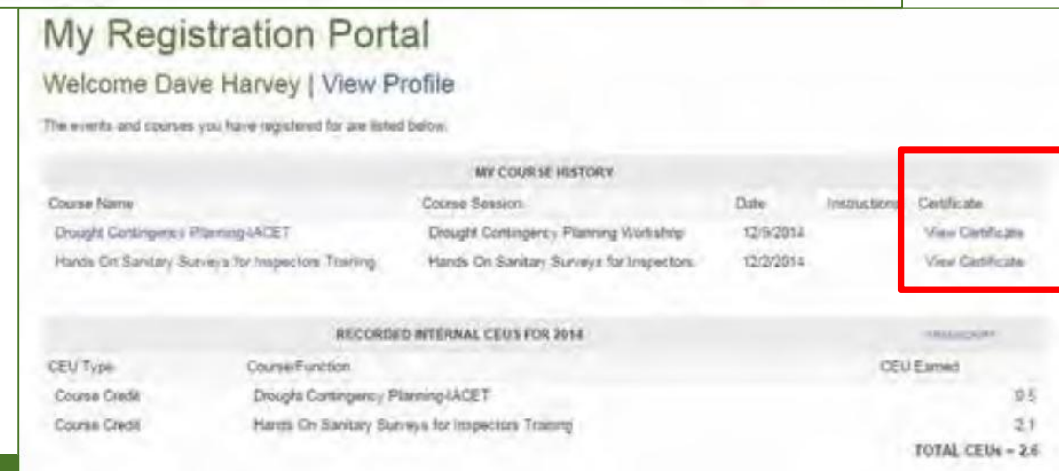 My Registration Portal
Welcome Dave Harvey | View Profile
The events and courses you have registered for are listed below.
MY COURSE HISTORY
Course Name Course Session Date Instructions Certificate
Drought Contingency Planning-IACET Drought Contingency Planning Workshop 12/9/2014 View Certificate
Hands On Sanitary Surveys for Inspectors Training Hands On Sanitary Surveys for Inspectors 12/2/2014 View Certificate
RECORDED INTERNAL CEUS FOR 2014
CEU Type Course/Function CEU Earned
Course Credit Drought Contingency Planning-IACET 0.5
Course Credit Hands On Sanitary Surveys for Inspectors Training 2.1
TOTAL CEUs = 2.6